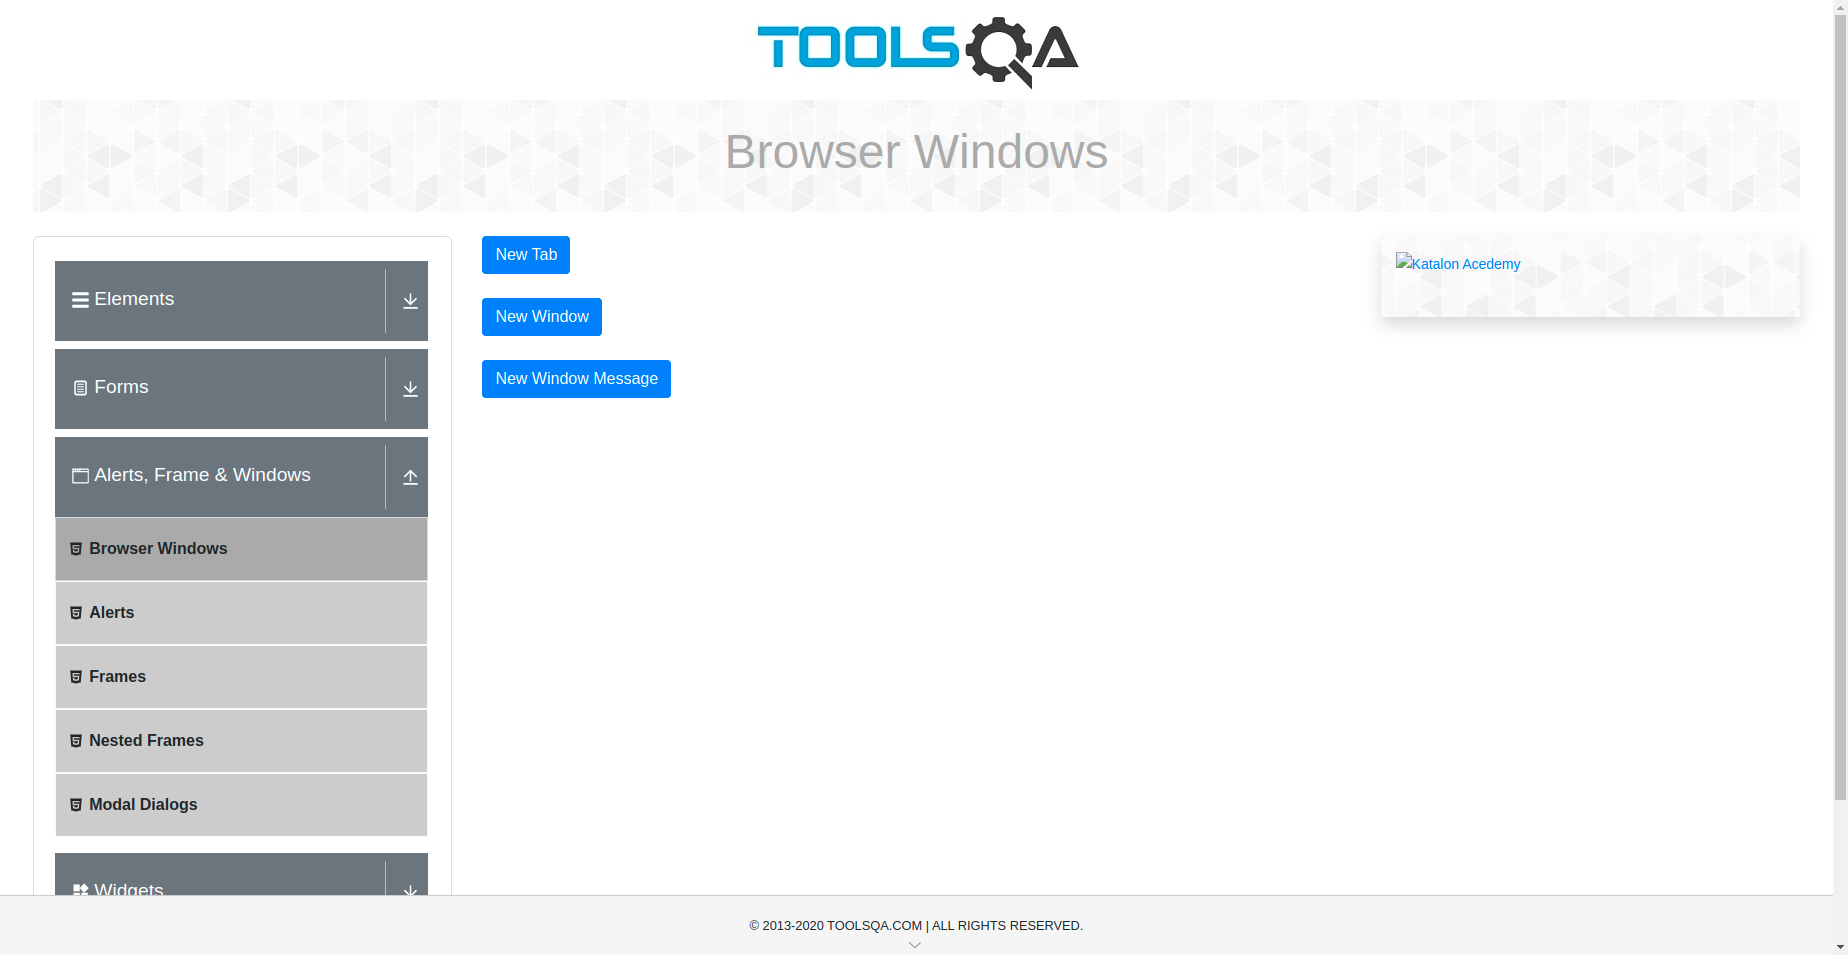 TOOLSQA
Browser Windows
Elements
Forms
Alerts, Frame & Windows
Browser Windows
Alerts
Frames
Nested Frames
Modal Dialogs
Widgets
New Tab
New Window
New Window Message
Katalon Acedemy
© 2013-2020 TOOLSQA.COM | ALL RIGHTS RESERVED.